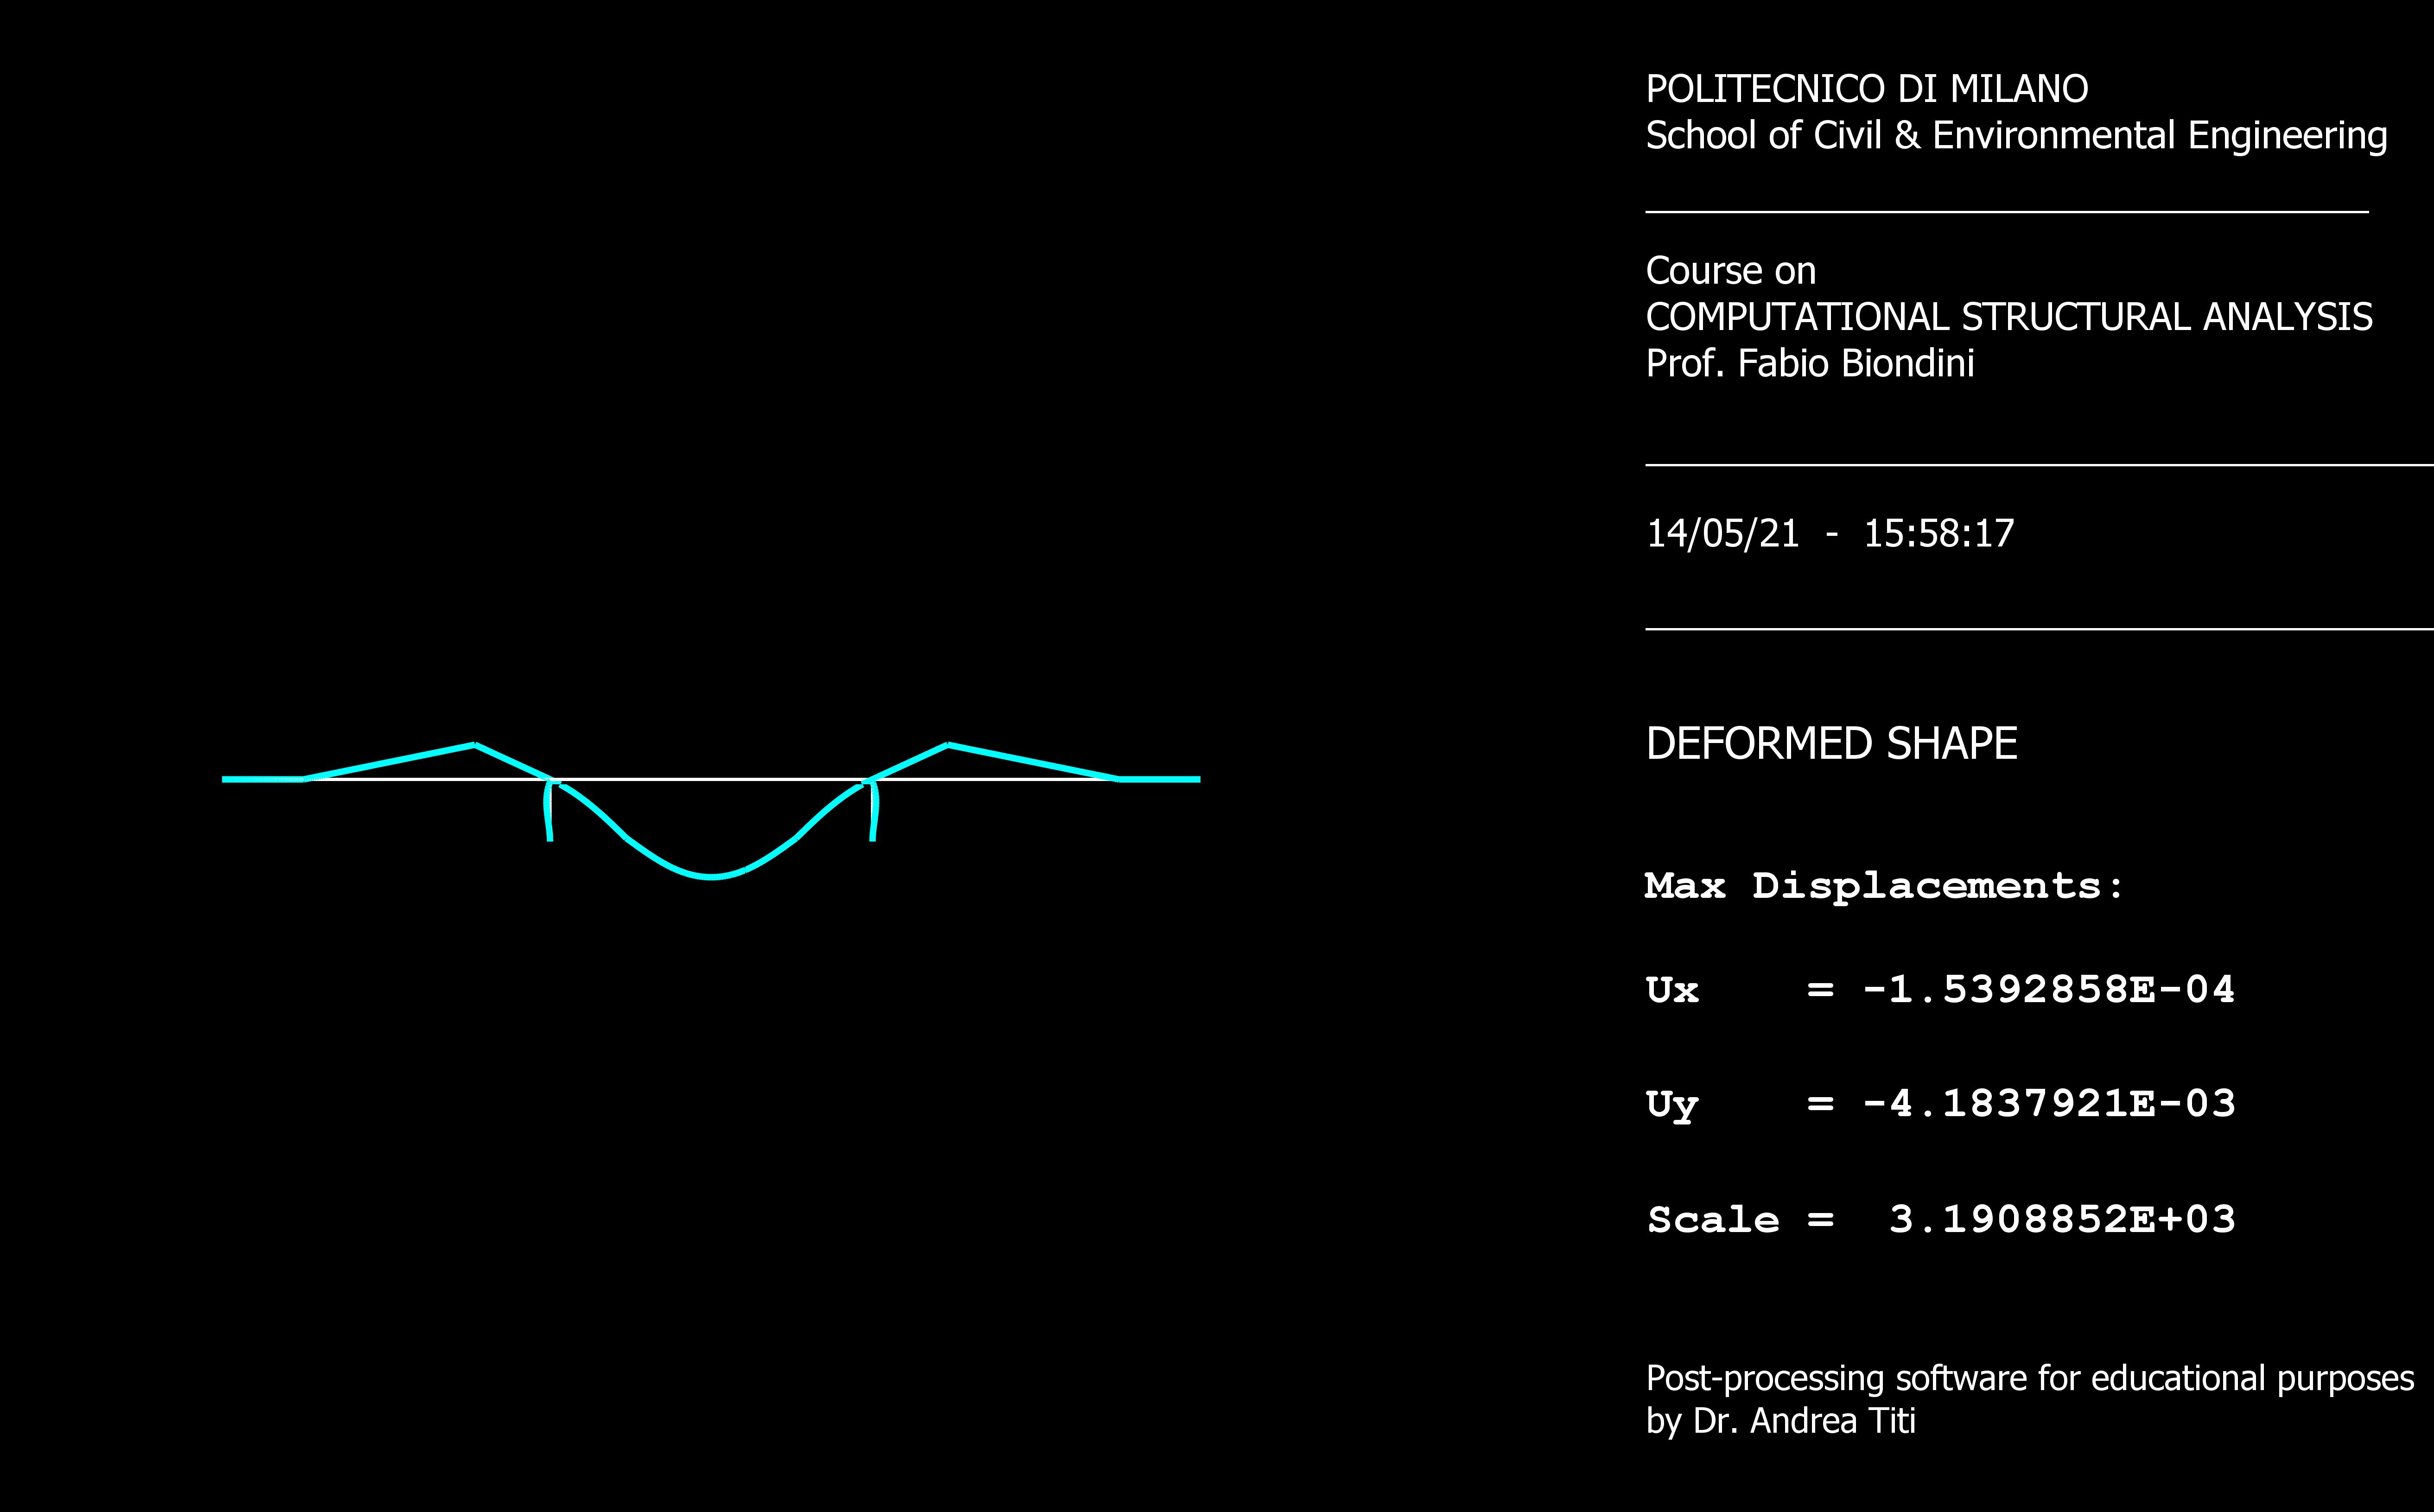 POLITECNICO DI MILANO
School of Civil & Environmental Engineering
Course on
COMPUTATIONAL STRUCTURAL ANALYSIS
Prof. Fabio Biondini
14/05/21 - 15:58:17
DEFORMED SHAPE
Max Displacements:
Ux = -1.5392858E-04
Uy = -4.1837921E-03
Scale = 3.1908852E+03
Post-processing software for educational purposes
by Dr. Andrea Titi